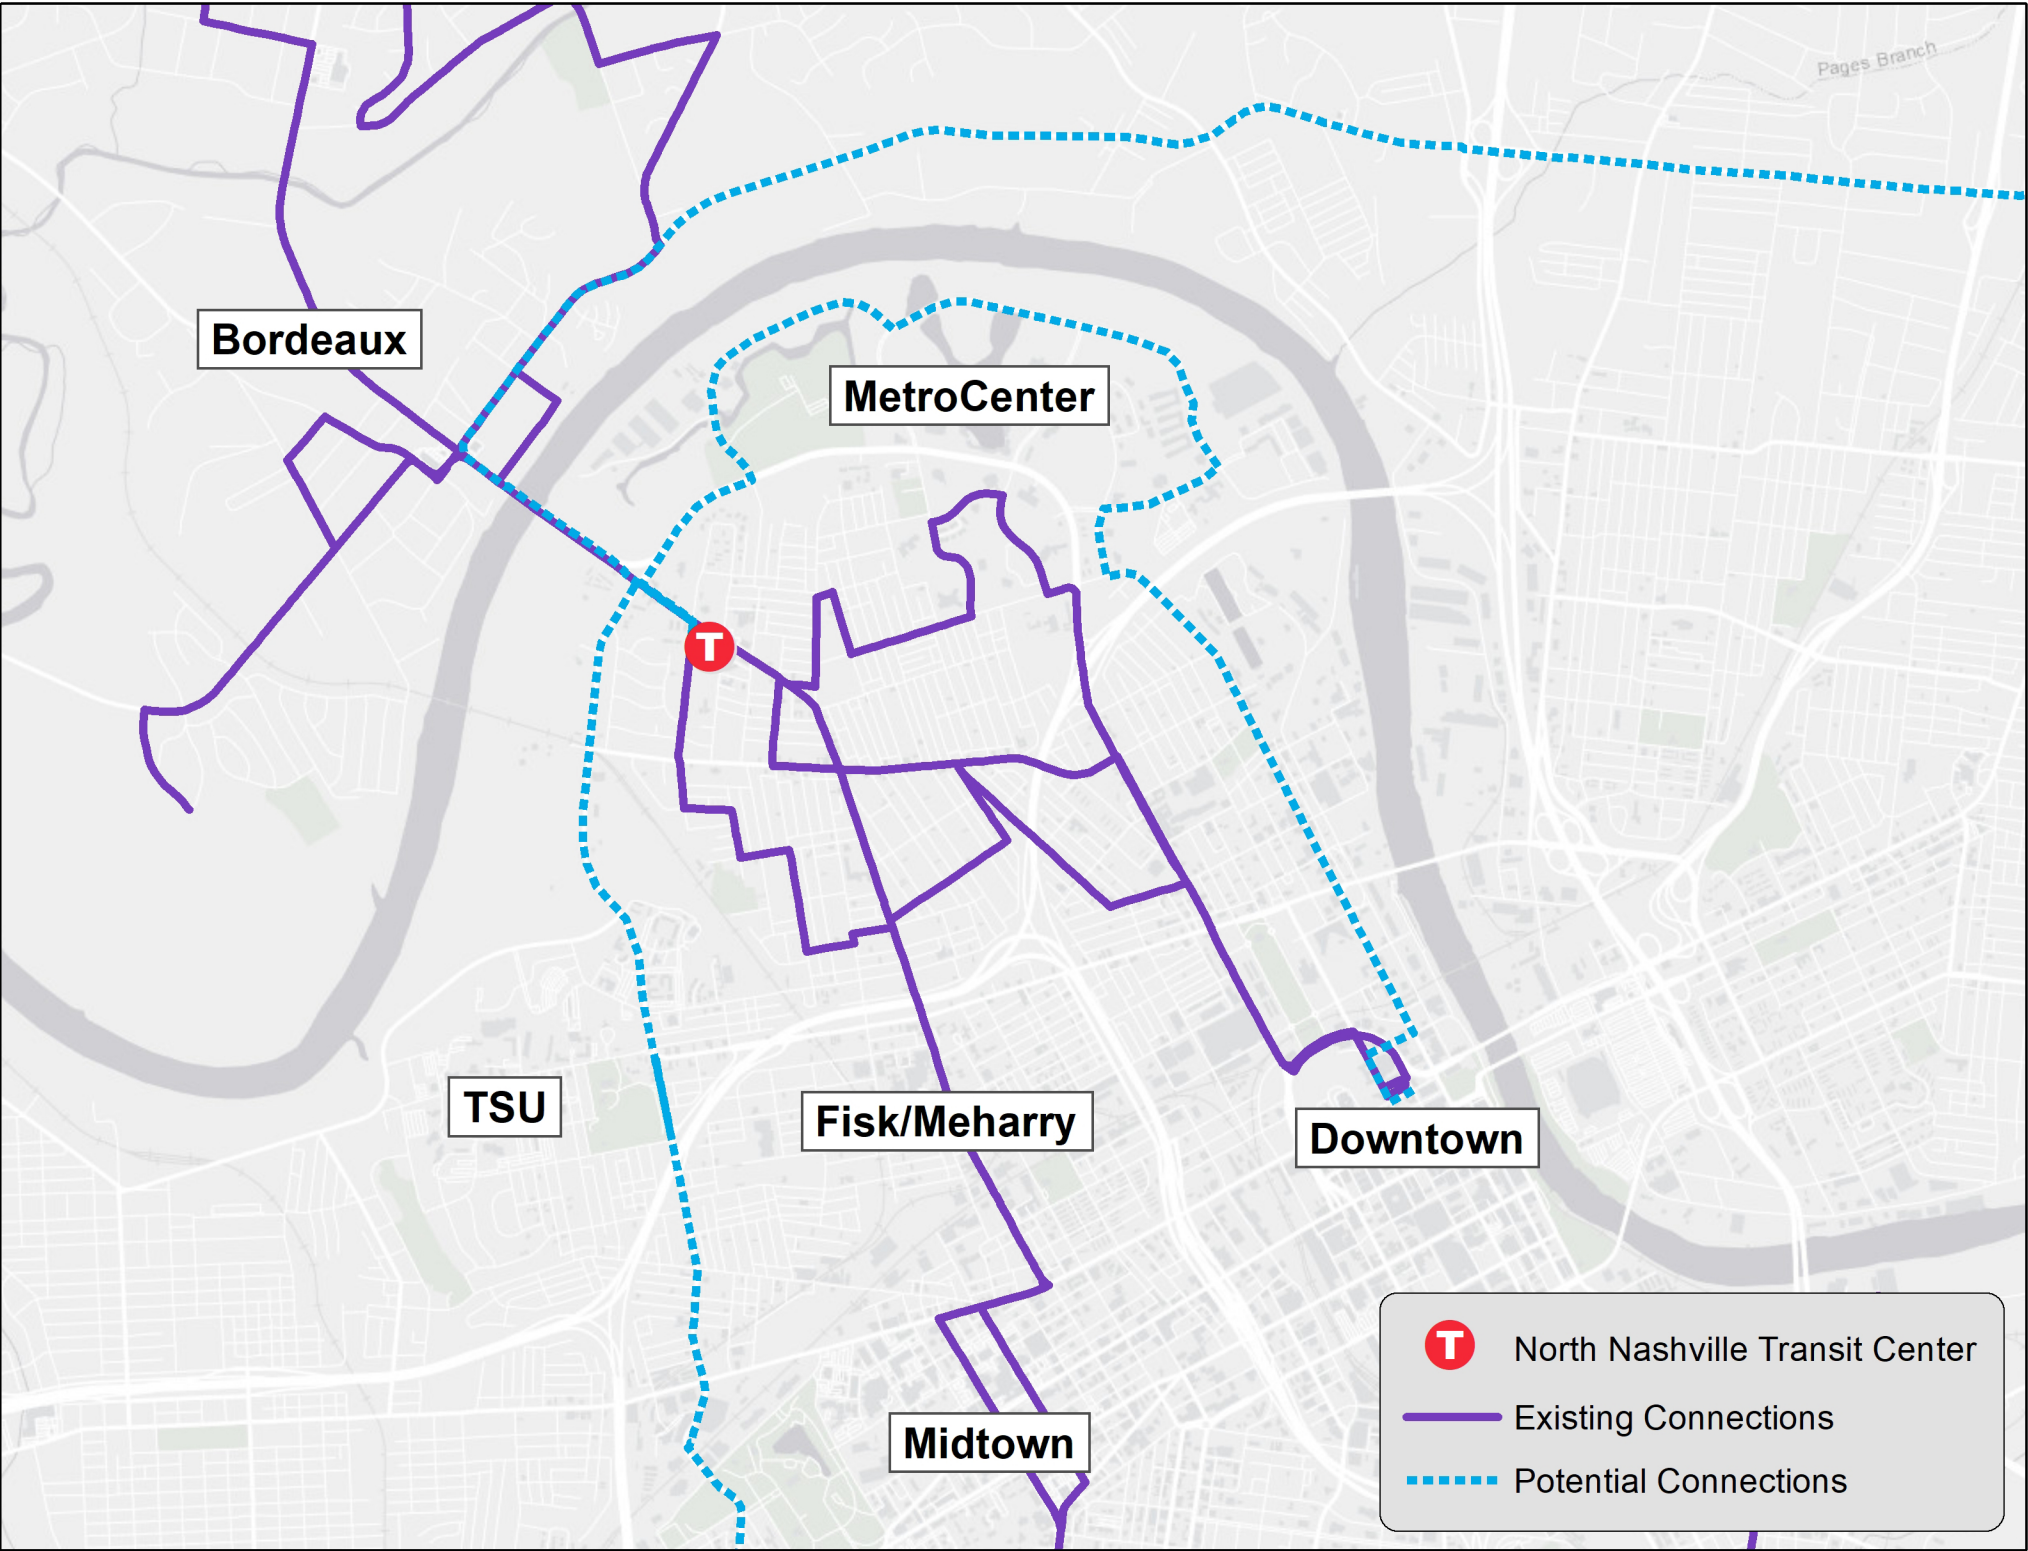 Pages Branch
Bordeaux
MetroCenter
T
TSU
Fisk/Meharry
Downtown
Midtown
T North Nashville Transit Center
Existing Connections
Potential Connections